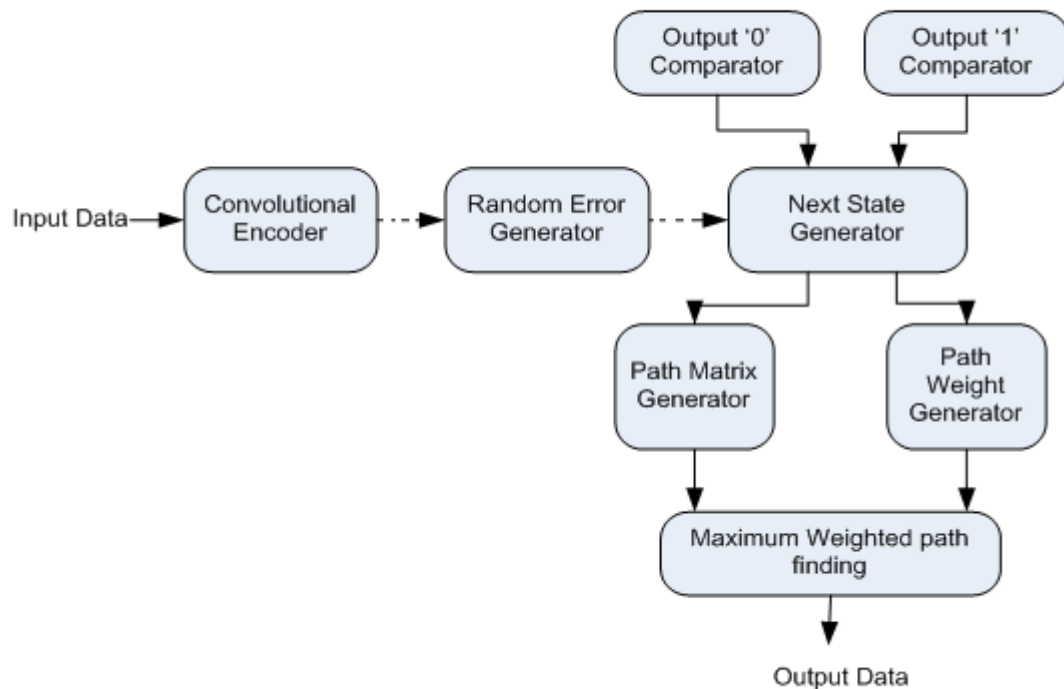 Output ‘0’
Comparator
Output ‘1’
Comparator
Input Data
Convolutional
Encoder
Random Error
Generator
Next State
Generator
Path Matrix
Generator
Path
Weight
Generator
Maximum Weighted path
finding
Output Data